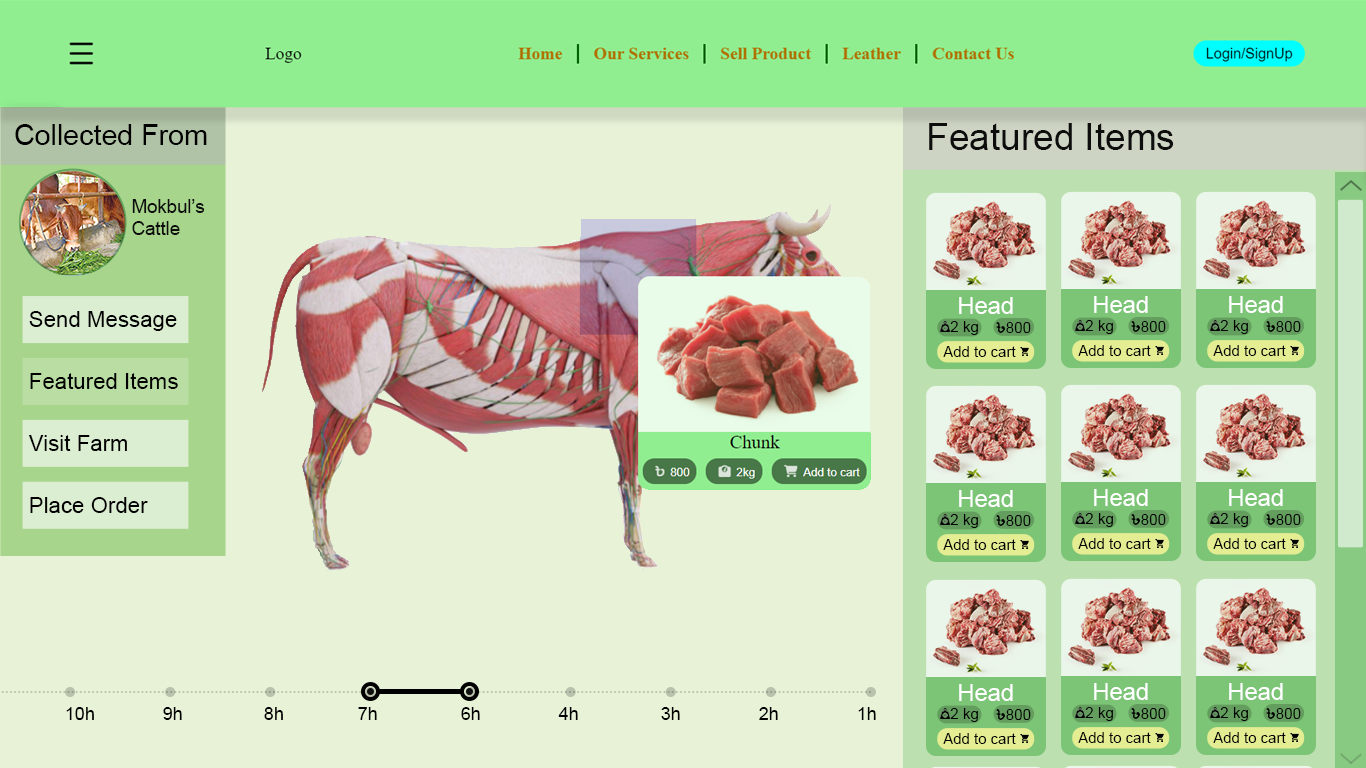 Logo
Home
Our Services
Sell Product
Leather
Contact Us
Login/SignUp
Collected From
Mokbul's
Cattle
Send Message
Featured Items
Visit Farm
Place Order
Chunk
৳ 800
2kg
Add to cart
10h
9h
8h
7h
6h
4h
3h
2h
1h
Featured Items
Head
2 kg
৳800
Add to cart
Head
2 kg
৳800
Add to cart
Head
2 kg
৳800
Add to cart
Head
2 kg
৳800
Add to cart
Head
2 kg
৳800
Add to cart
Head
2 kg
৳800
Add to cart
Head
2 kg
৳800
Add to cart
Head
2 kg
৳800
Add to cart
Head
2 kg
৳800
Add to cart